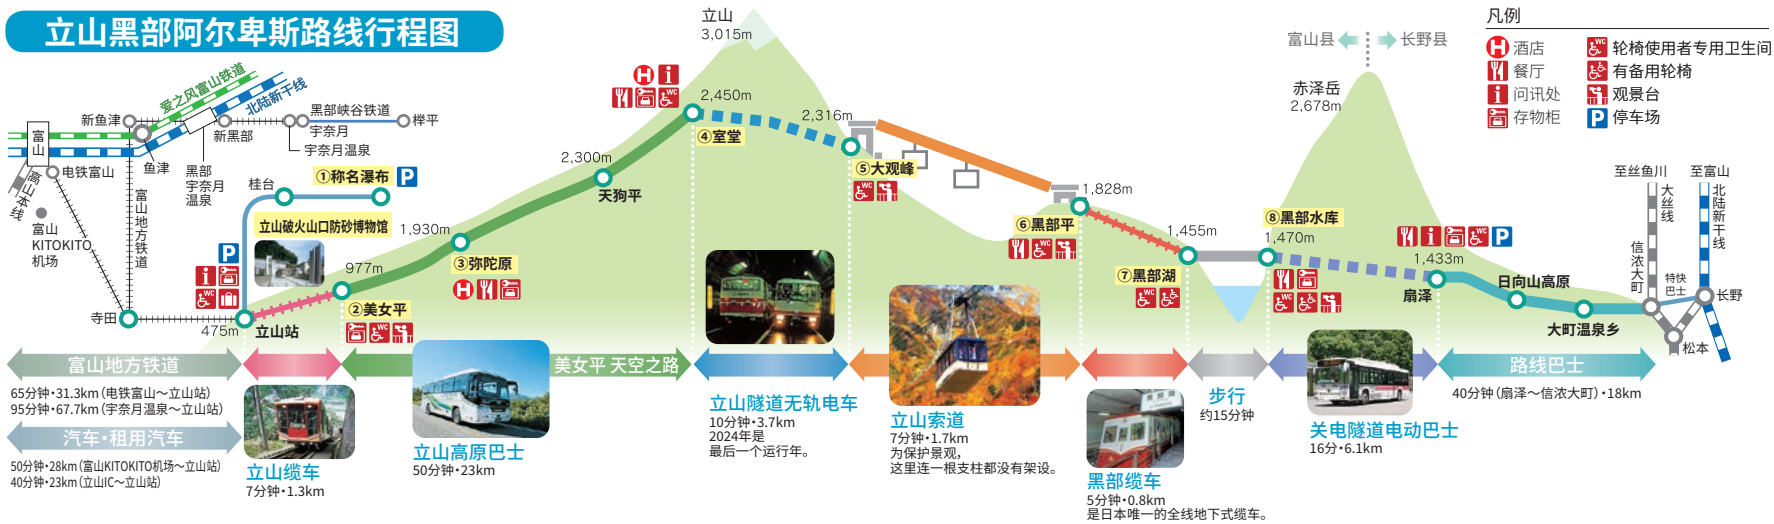 立山黑部阿尔卑斯路线行程图
凡例
酒店
餐厅
问讯处
存物柜
轮椅使用者专用卫生间
有备用轮椅
观景台
停车场
立山
3,015m
富山县
长野县
赤泽岳
2,678m
爱之风富山铁道
北陆新干线
富山
新鱼津
鱼津
新黑部
黑部宇奈月温泉
黑部峡谷铁道
宇奈月
宇奈月温泉
榉平
电铁富山
高山本线
富山
KITOKITO
机场
富山地方铁道
寺田
桂台
①称名瀑布
P
立山破火山口防砂博物馆
P
475m
立山站
977m
②美女平
1,930m
③弥陀原
2,300m
天狗平
2,450m
④室堂
2,316m
⑤大观峰
1,828m
⑥黑部平
1,455m
⑦黑部湖
⑧黑部水库
1,470m
1,433m
扇泽
P
日向山高原
大町温泉乡
至丝鱼川
至富山
大丝线
北陆新干线
信浓大町
特快
巴士
长野
松本
富山地方铁道
65分钟・31.3km（电铁富山～立山站）
95分钟・67.7km（宇奈月温泉～立山站）
汽车・租用汽车
50分钟・28km（富山KITOKITO机场～立山站）
40分钟・23km（立山IC～立山站）
立山缆车
7分钟・1.3km
美女平 天空之路
立山高原巴士
50分钟・23km
立山隧道无轨电车
10分钟・3.7km
2024年是
最后一个运行年。
立山索道
7分钟・1.7km
为保护景观，
这里连一根支柱都没有架设。
黑部缆车
5分钟・0.8km
是日本唯一的全线地下式缆车。
步行
约15分钟
关电隧道电动巴士
16分・6.1km
路线巴士
40分钟（扇泽～信浓大町）・18km